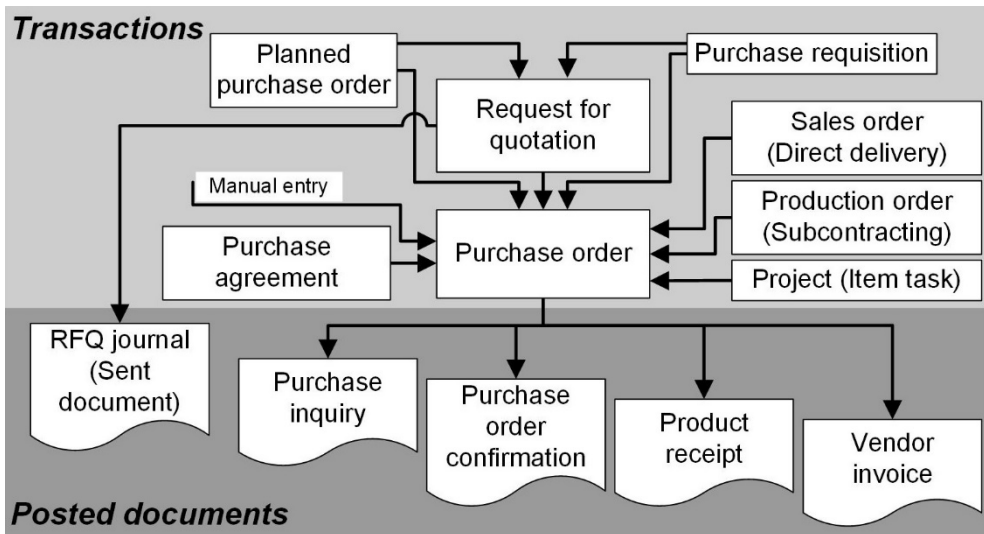 Transactions
Planned
purchase order
Purchase requisition
Request for
quotation
Sales order
(Direct delivery)
Manual entry
Production order
(Subcontracting)
Purchase
agreement
Purchase order
Project (Item task)
RFQ journal
(Sent
document)
Purchase
inquiry
Purchase
order
confirmation
Product
receipt
Vendor
invoice
Posted documents